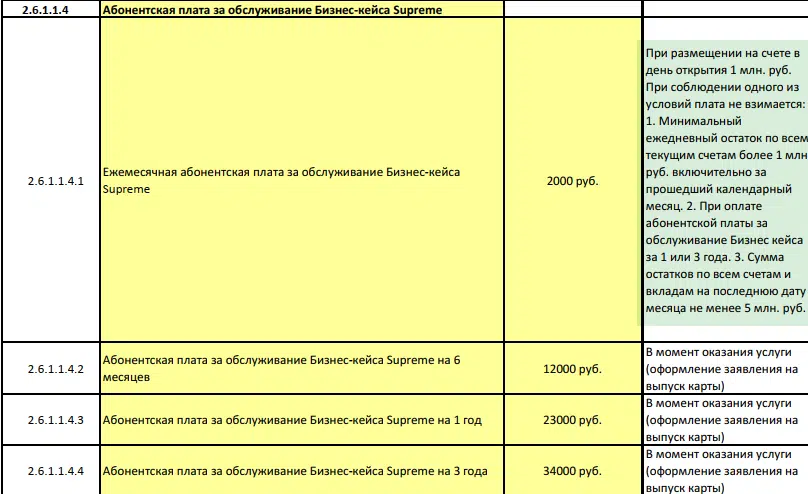 2.6.1.1.4 Абонентская плата за обслуживание Бизнес-кейса Supreme
2.6.1.1.4.1
Ежемесячная абонентская плата за обслуживание Бизнес-кейса
Supreme
2000 руб.
При размещении на счете в
день открытия 1 млн. руб.
При соблюдении одного из
условий плата не взимается:
1. Минимальный
ежедневный остаток по всем
текущим счетам более 1 млн
руб. включительно за
прошедший календарный
месяц. 2. При оплате
абонентской платы за
обслуживание Бизнес кейса
за 1 или 3 года. 3. Сумма
остатков по всем счетам и
вкладам на последнюю дату
месяца не менее 5 млн. руб.
2.6.1.1.4.2
Абонентская плата за обслуживание Бизнес-кейса Supreme на 6
месяцев
12000 руб.
В момент оказания услуги
(оформление заявления на
выпуск карты)
2.6.1.1.4.3
Абонентская плата за обслуживание Бизнес-кейса Supreme на 1 год
23000 руб.
В момент оказания услуги
(оформление заявления на
выпуск карты)
2.6.1.1.4.4
Абонентская плата за обслуживание Бизнес-кейса Supreme на 3 года
34000 руб.
В момент оказания услуги
(оформление заявления на
выпуск карты)